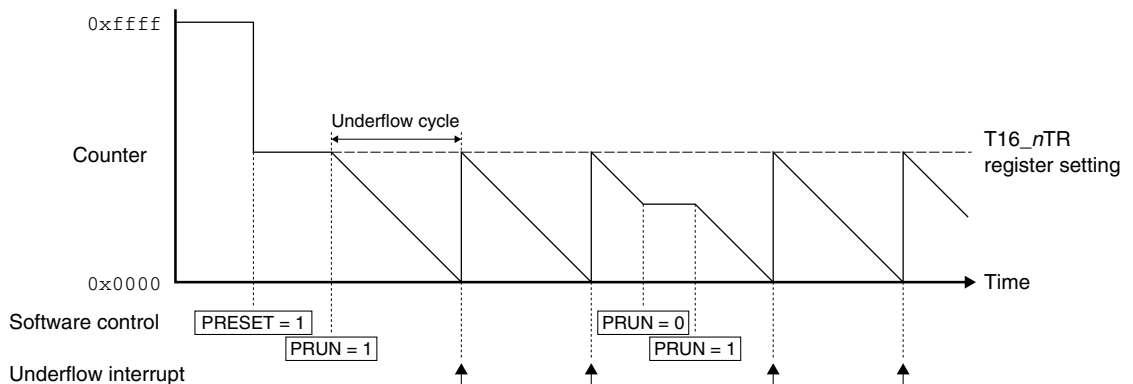 0xffff
Underflow cycle
Counter
T16_nTR
register setting
0x0000
Time
Software control
PRESET = 1
PRUN = 0
PRUN = 1
PRUN = 1
Underflow interrupt